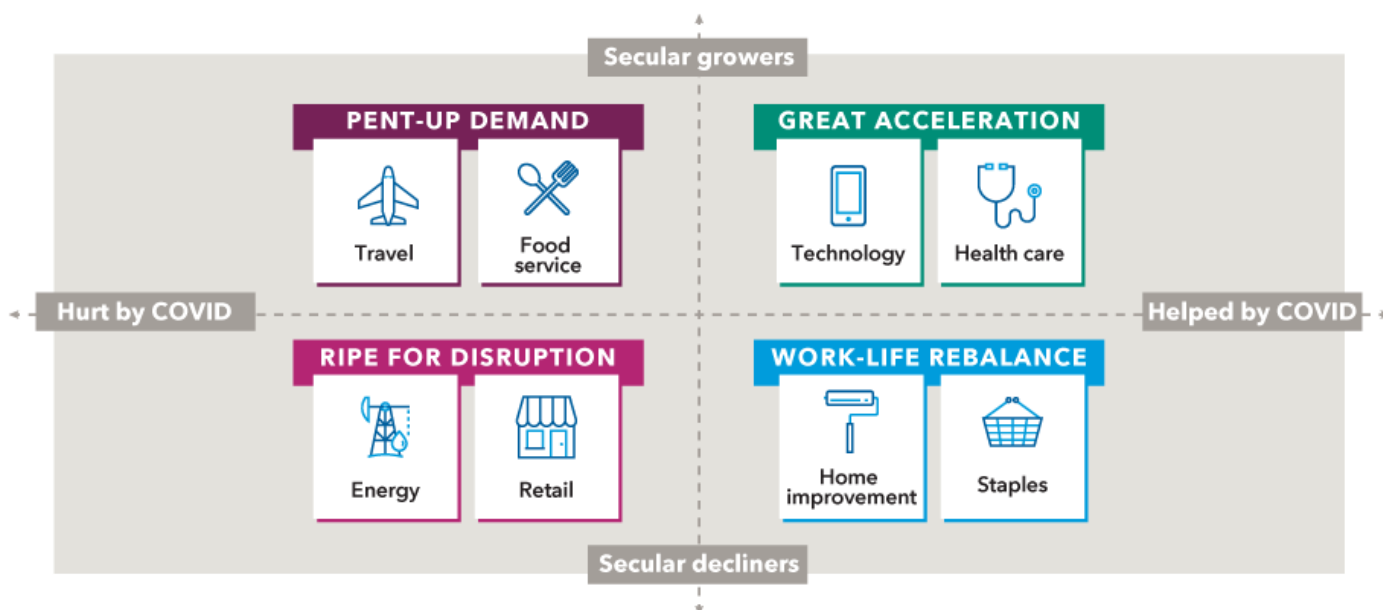 Secular growers
PENT-UP DEMAND
Travel
Food
service
GREAT ACCELERATION
Technology
Health care
Hurt by COVID
Helped by COVID
RIPE FOR DISRUPTION
Energy
Retail
WORK-LIFE REBALANCE
Home
improvement
Staples
Secular decliners